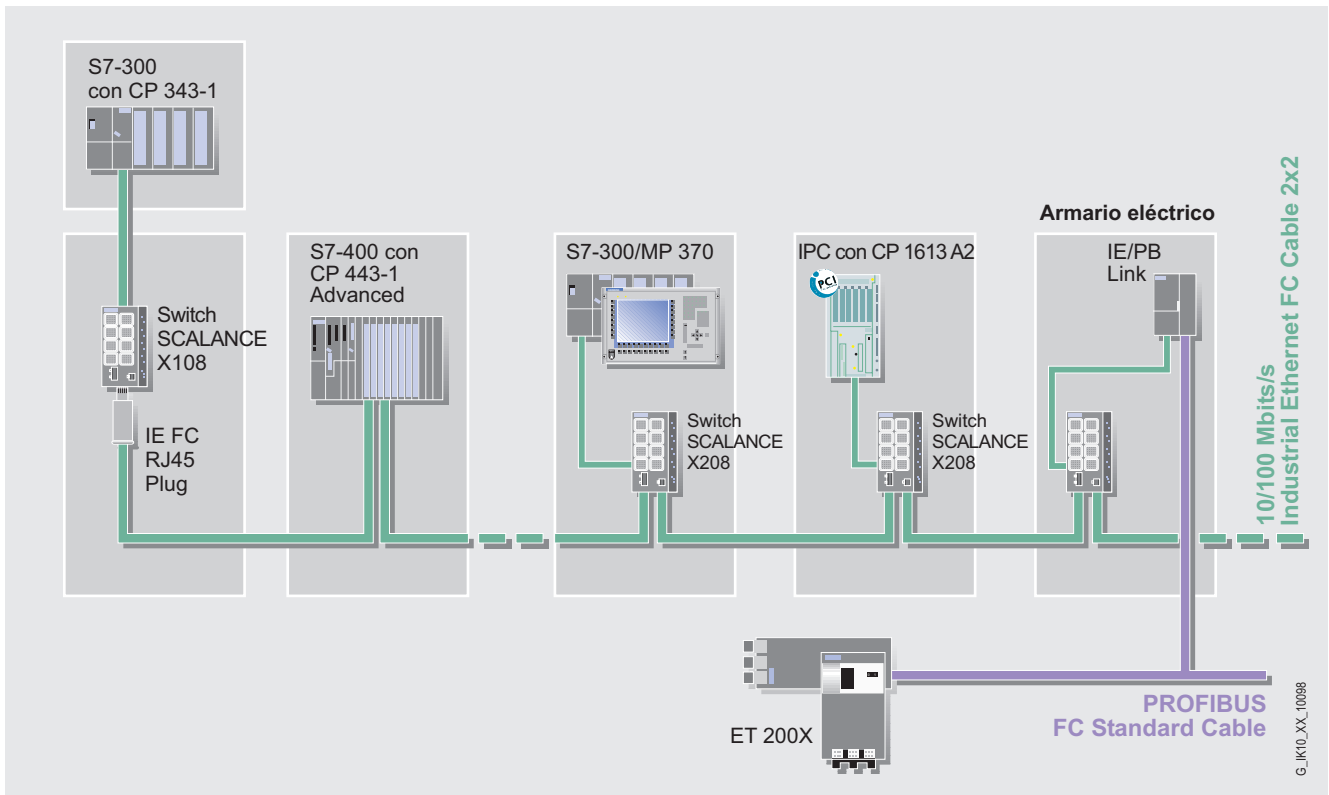 S7-300
con CP 343-1
Switch
SCALANCE
X108
IE FC
RJ45
Plug
S7-400 con
CP 443-1
Advanced
S7-300/MP 370
Switch
SCALANCE
X208
IPC con CP 1613 A2
PCI
Switch
SCALANCE
X208
Armario eléctrico
IE/PB
Link
10/100 Mbits/s
Industrial Ethernet FC Cable 2x2
ET 200X
PROFIBUS
FC Standard Cable
G_IK10_XX_10098